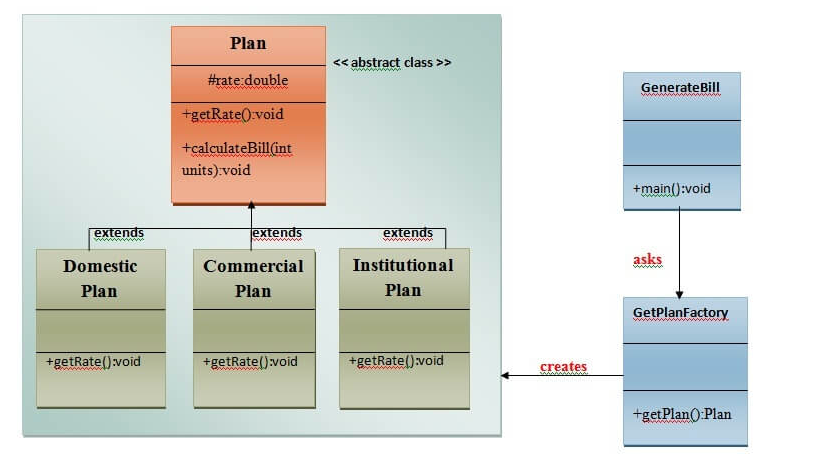 Plan
<< abstract class >>
#rate:double
+getRate():void
+calculateBill(int
units):void
extends
extends
extends
Domestic
Plan
+getRate():void
Commercial
Plan
+getRate():void
Institutional
Plan
+getRate():void
GenerateBill
+main():void
asks
GetPlanFactory
+getPlan():Plan
creates